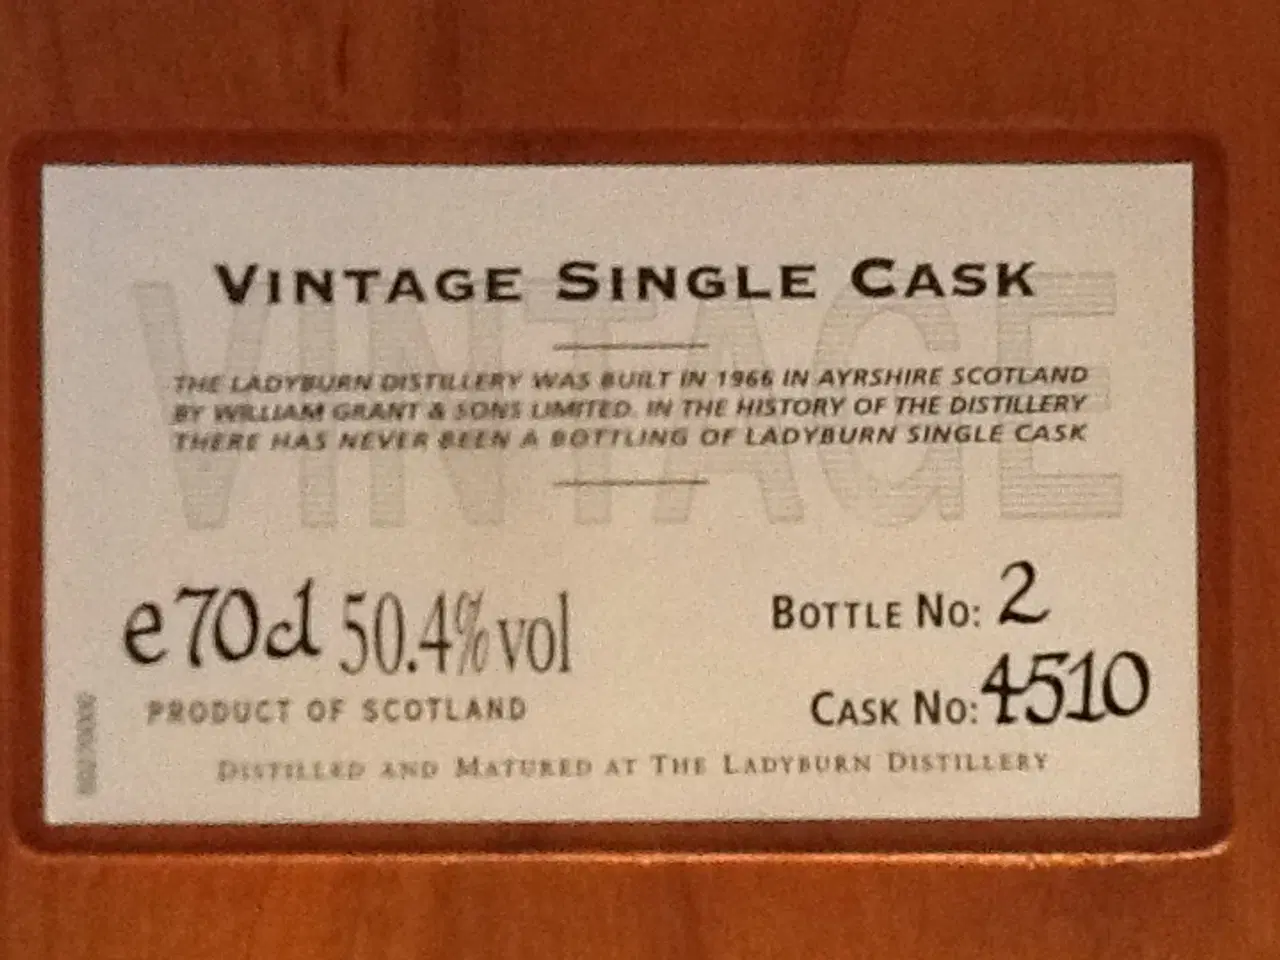 VINTAGE SINGLE CASK
VINTAGE
THE LADYBURN DISTILLERY WAS BUILT IN 1966 IN AYRSHIRE SCOTLAND
BY WILLIAM GRANT & SONS LIMITED. IN THE HISTORY OF THE DISTILLERY
THERE HAS NEVER BEEN A BOTTLING OF LADYBURN SINGLE CASK
e70cl 50.4% vol
BOTTLE NO: 2
CASK NO: 4510
PRODUCT OF SCOTLAND
DISTILLED AND MATURED AT THE LADYBURN DISTILLERY